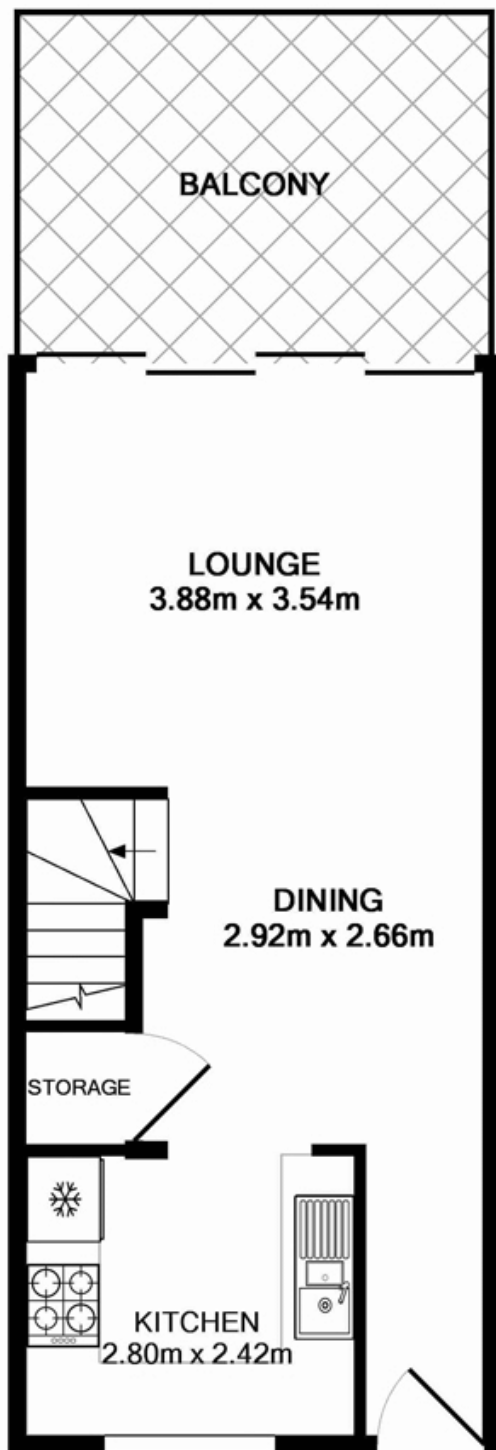 BALCONY
LOUNGE
3.88m x 3.54m
DINING
2.92m x 2.66m
STORAGE
KITCHEN
2.80m x 2.42m